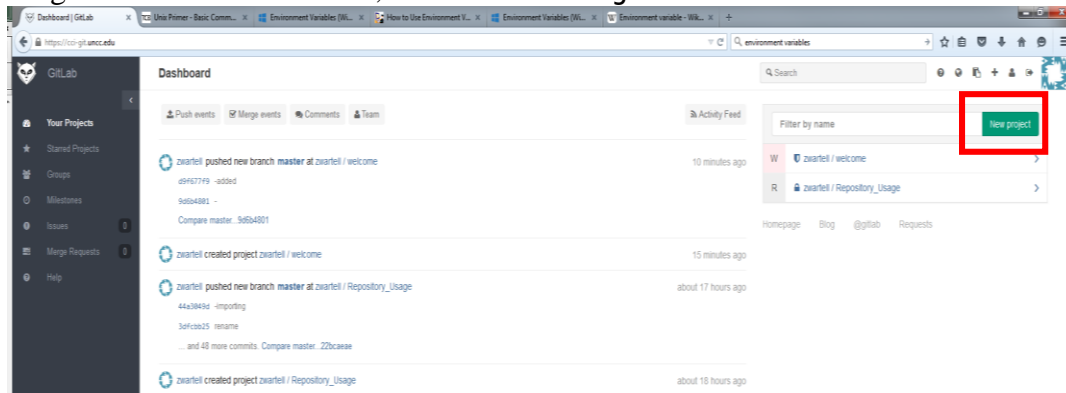 Dashboard | GitLab × Unix Primer - Basic Comm... × Environment Variables (Wi... × How to Use Environment V... × Environment Variables (Wi... × Environment variable - Wik... × +
https://cci-git.uncc.edu environment variables
GitLab Dashboard Search
Push events Merge events Comments Team Activity Feed
Filter by name New project
Your Projects
Starred Projects
Groups
Milestones
Issues 0
Merge Requests 0
Help
zwartell pushed new branch master at zwartell / welcome 10 minutes ago
d9f677f9 -added
9d6b4801 -
Compare master...9d6b4801
zwartell created project zwartell / welcome 15 minutes ago
zwartell pushed new branch master at zwartell / Repository_Usage about 17 hours ago
44a3049d -importing
3dfcbb25 rename
... and 48 more commits. Compare master...22bcaeae
zwartell created project zwartell / Repository_Usage about 18 hours ago
W zwartell / welcome
R zwartell / Repository_Usage
Homepage Blog @gitlab Requests